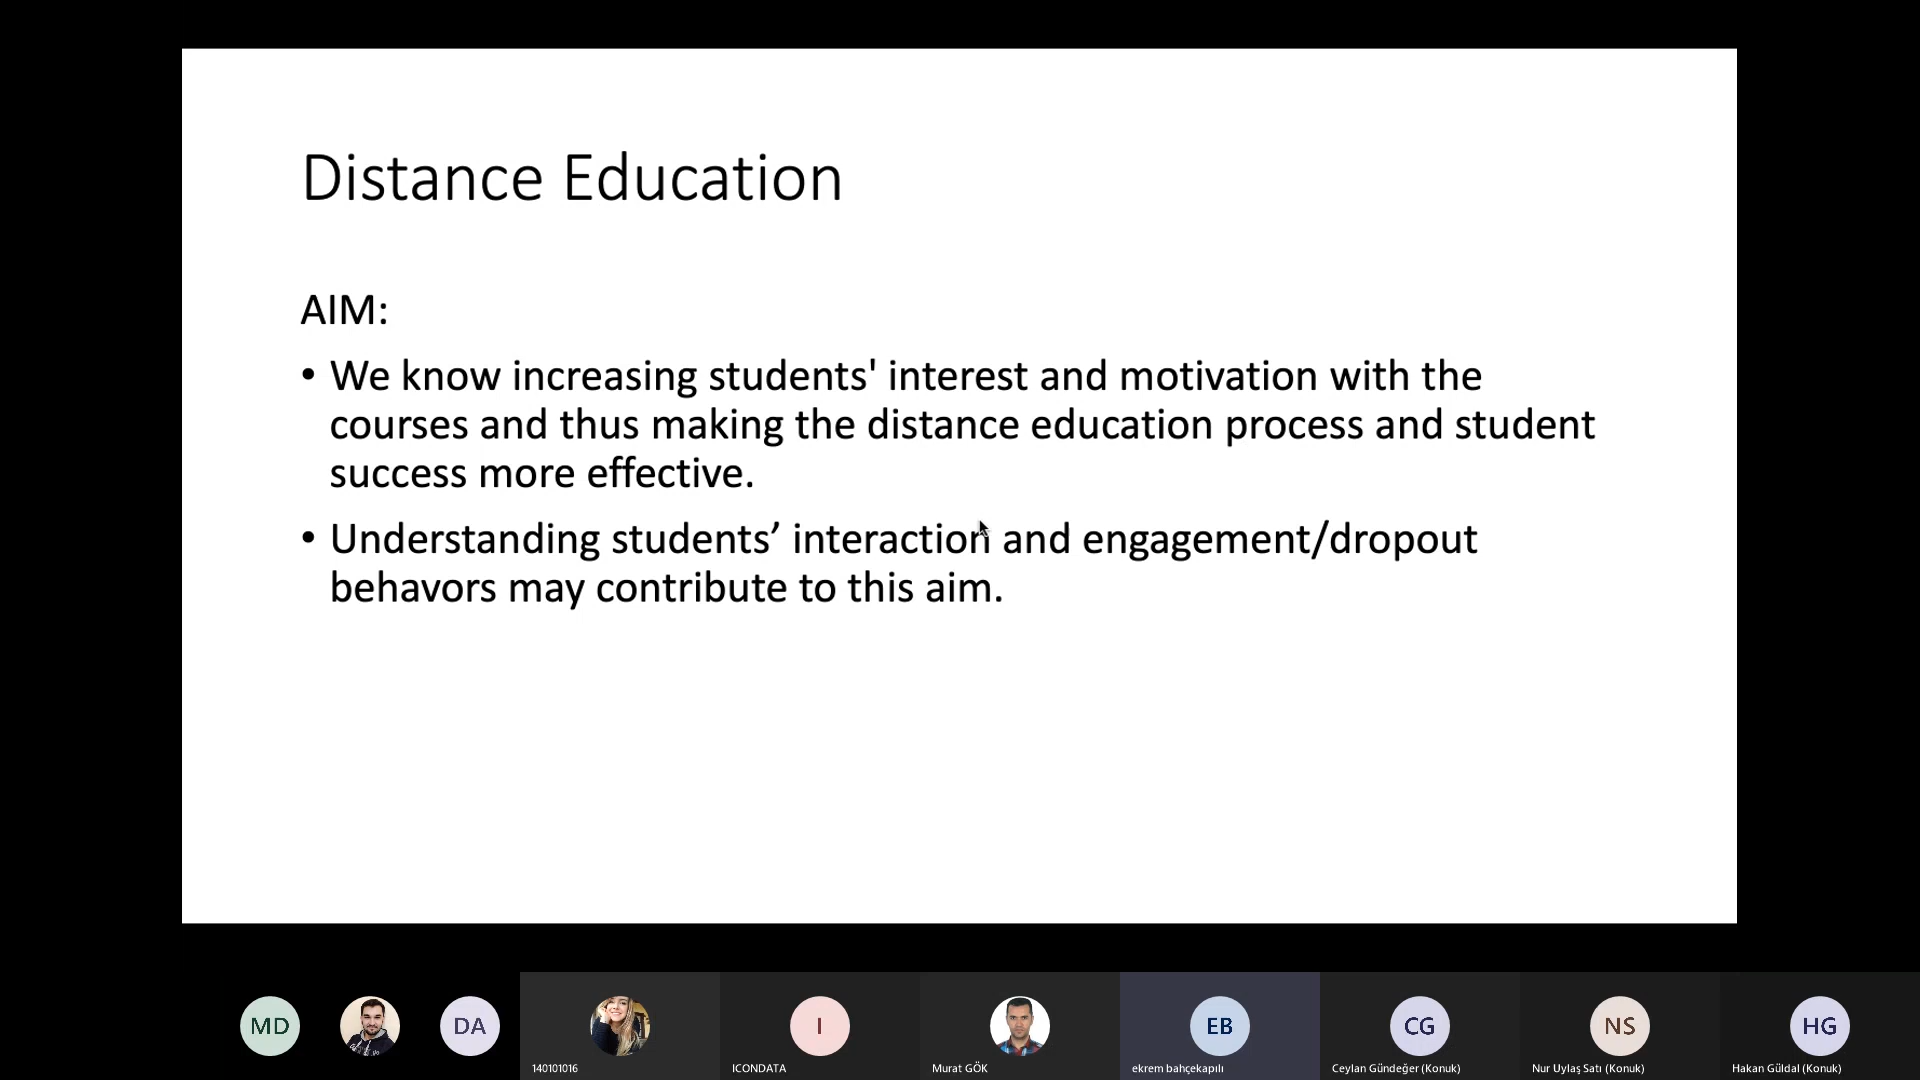 Distance Education
AIM:
• We know increasing students' interest and motivation with the
courses and thus making the distance education process and student
success more effective.
• Understanding students’ interaction and engagement/dropout
behavors may contribute to this aim.
MD
DA
I
EB
CG
NS
HG
140101016
ICONDATA
Murat GÖK
ekrem bahçekapılı
Ceylan Gündeğer (Konuk)
Nur Uylaş Satı (Konuk)
Hakan Güldal (Konuk)